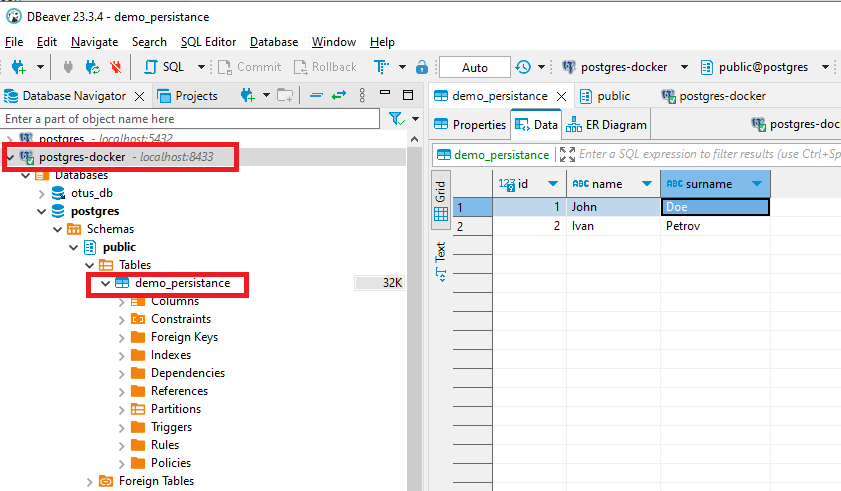 DBeaver 23.3.4 - demo_persistance
File Edit Navigate Search SQL Editor Database Window Help
SQL Commit Rollback Auto postgres-docker public@postgres
Database Navigator Projects
Enter a part of object name here
postgres - localhost:5432
postgres-docker - localhost:8433
Databases
otus_db
postgres
Schemas
public
Tables
demo_persistance 32K
Columns
Constraints
Foreign Keys
Indexes
Dependencies
References
Partitions
Triggers
Rules
Policies
Foreign Tables
demo_persistance public postgres-docker
Properties Data ER Diagram postgres-doc
demo_persistance Enter a SQL expression to filter results (use Ctrl+Sp
Grid
Text
123 id ABC name ABC surname
1 1 John Doe
2 2 Ivan Petrov